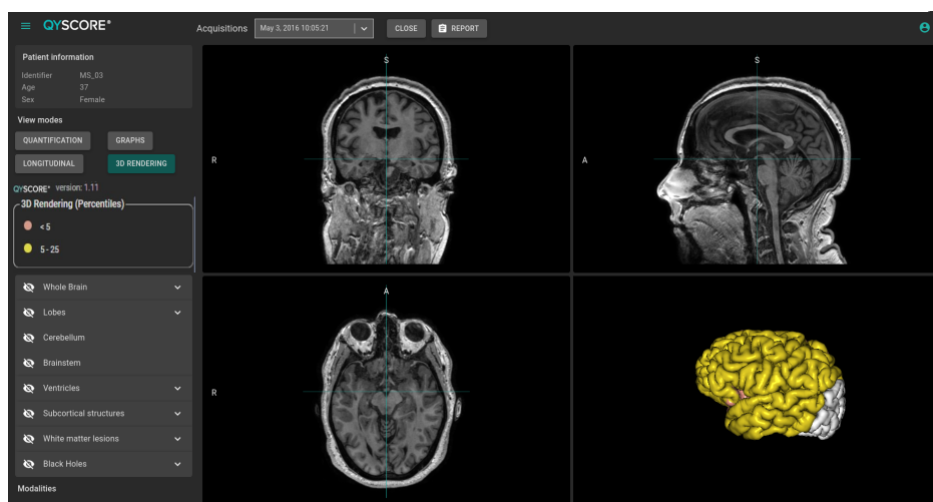 QYSCORE®
Acquisitions
May 3, 2016 10:05:21
CLOSE
REPORT
Patient information
Identifier MS_03
Age 37
Sex Female
View modes
QUANTIFICATION GRAPHS
LONGITUDINAL 3D RENDERING
QYSCORE® version: 1.11
3D Rendering (Percentiles)
< 5
5 - 25
Whole Brain
Lobes
Cerebellum
Brainstem
Ventricles
Subcortical structures
White matter lesions
Black Holes
Modalities
S
R
S
A
A
R